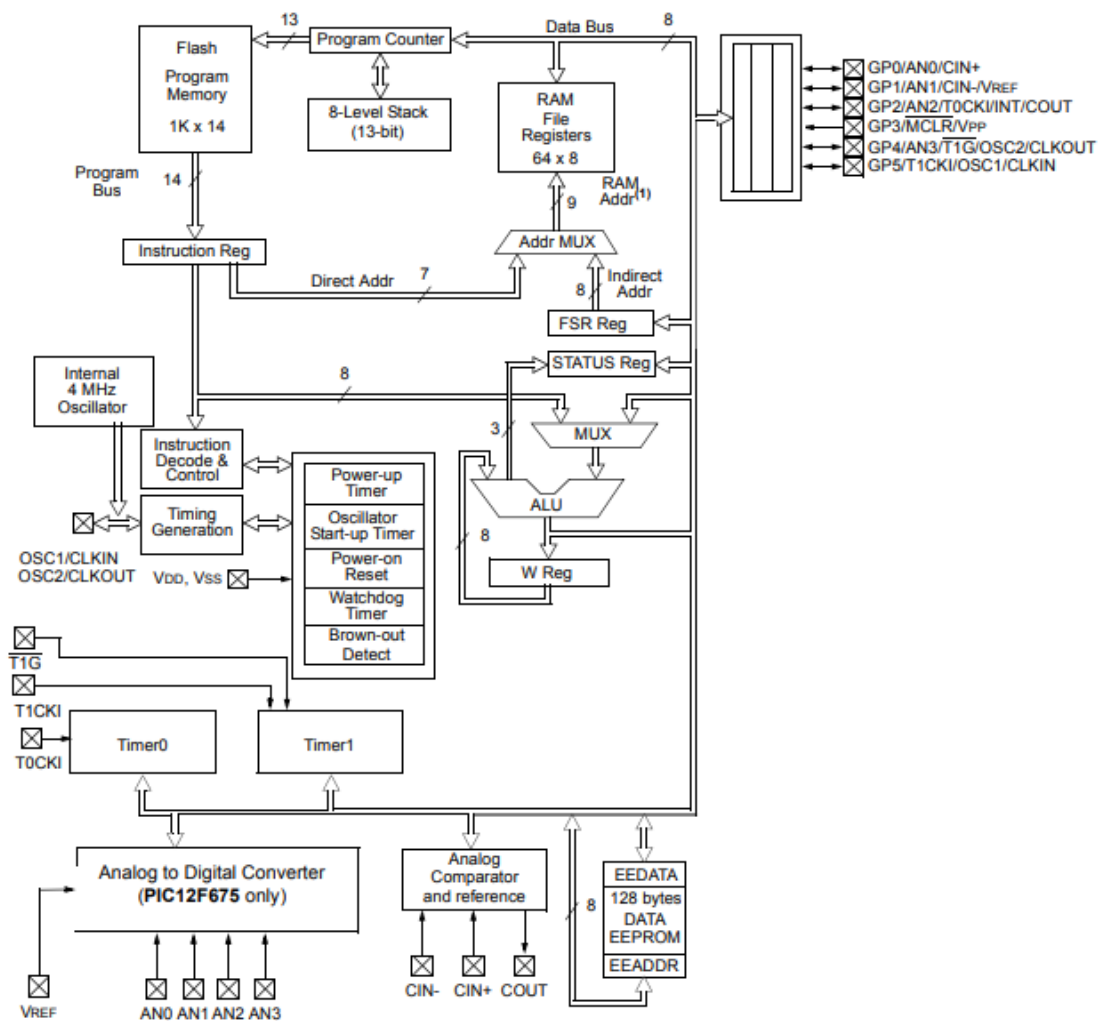 13
Program Counter
Data Bus
8
Flash
Program
Memory
1K x 14
8-Level Stack
(13-bit)
RAM
File
Registers
64 x 8
GP0/AN0/CIN+
GP1/AN1/CIN-/VREF
GP2/AN2/T0CKI/INT/COUT
GP3/MCLR/VPP
GP4/AN3/T1G/OSC2/CLKOUT
GP5/T1CKI/OSC1/CLKIN
Program
Bus
14
RAM
Addr(1)
9
Addr MUX
Instruction Reg
Direct Addr
7
Indirect
Addr
8
FSR Reg
STATUS Reg
Internal
4 MHz
Oscillator
8
3
MUX
Instruction
Decode &
Control
Power-up
Timer
ALU
Timing
Generation
Oscillator
Start-up Timer
8
OSC1/CLKIN
OSC2/CLKOUT
Power-on
Reset
W Reg
VDD, VSS
Watchdog
Timer
Brown-out
Detect
T1G
T1CKI
T0CKI
Timer0
Timer1
Analog to Digital Converter
(PIC12F675 only)
Analog
Comparator
and reference
EEDATA
128 bytes
DATA
EEPROM
EEADDR
8
CIN-
CIN+
COUT
VREF
AN0
AN1
AN2
AN3